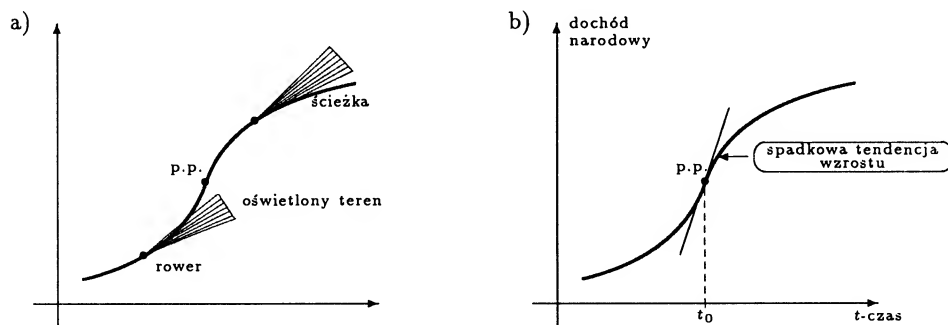 a)
ścieżka
p.p.
oświetlony teren
rower
b)
dochód
narodowy
p.p.
spadkowa tendencja
wzrostu
t₀
t-czas